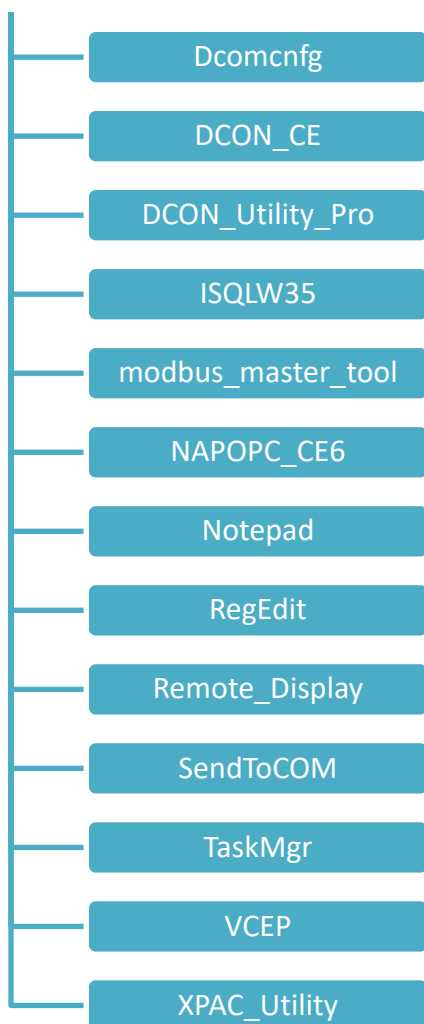 Dcomcnfg
DCON_CE
DCON_Utility_Pro
ISQLW35
modbus_master_tool
NAPOPC_CE6
Notepad
RegEdit
Remote_Display
SendToCOM
TaskMgr
VCEP
XPAC_Utility